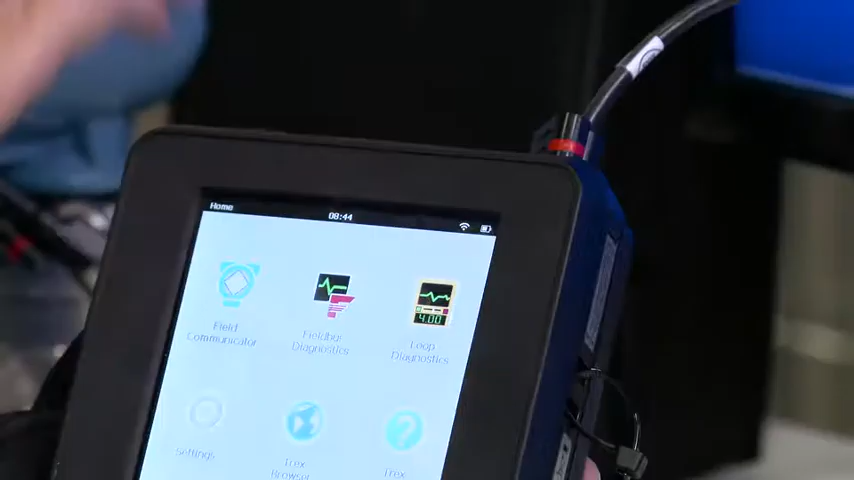 Home
08:44
Field
Communicator
Fieldbus
Diagnostics
Loop
Diagnostics
4.00
Settings
Trex
Browser
Trex